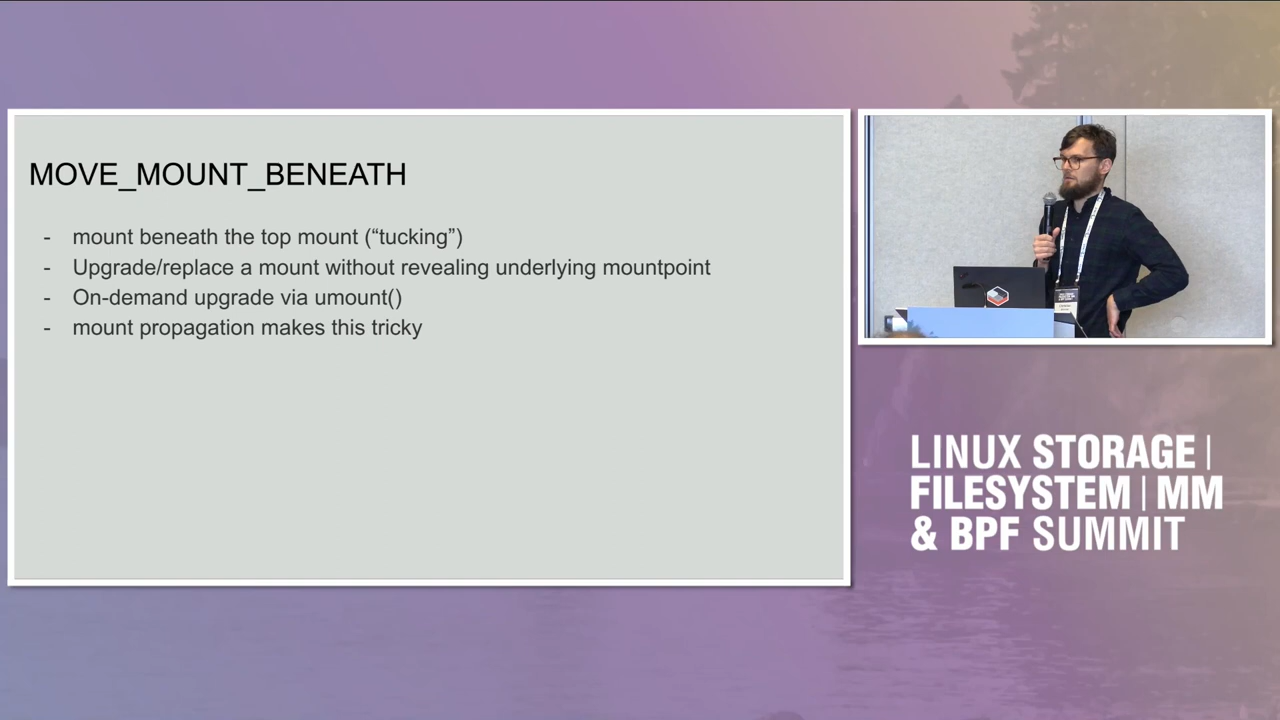 MOVE_MOUNT_BENEATH
- mount beneath the top mount (“tucking”)
- Upgrade/replace a mount without revealing underlying mountpoint
- On-demand upgrade via umount()
- mount propagation makes this tricky
LINUX STORAGE |
FILESYSTEM | MM
& BPF SUMMIT